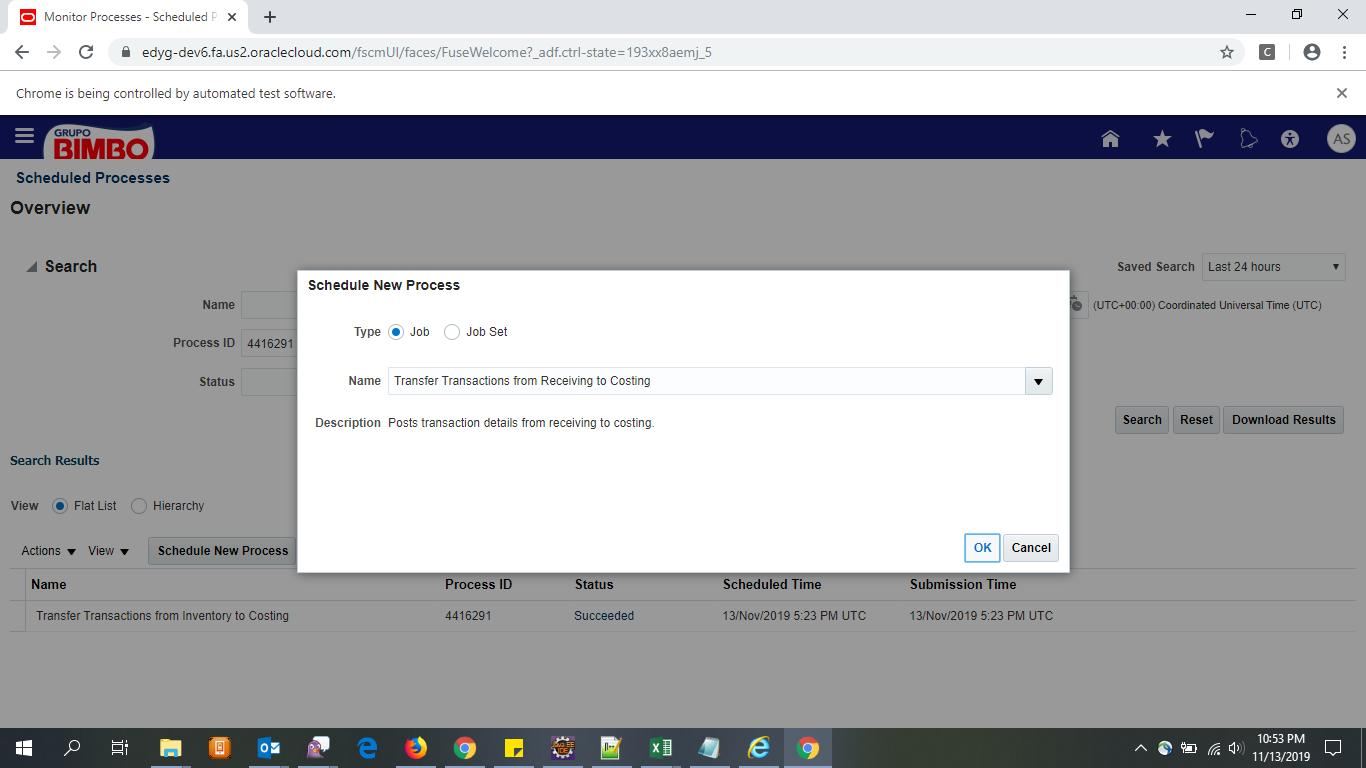 Monitor Processes - Scheduled P
edyg-dev6.fa.us2.oraclecloud.com/fscmUI/faces/FuseWelcome?_adf.ctrl-state=193xx8aemj_5
C
Chrome is being controlled by automated test software.
GRUPO
BIMBO
AS
Scheduled Processes
Overview
Search
Saved Search Last 24 hours
Name
(UTC+00:00) Coordinated Universal Time (UTC)
Process ID 4416291
Status
Search Reset Download Results
Schedule New Process
Type Job Job Set
Name Transfer Transactions from Receiving to Costing
Description Posts transaction details from receiving to costing.
OK Cancel
Search Results
View Flat List Hierarchy
Actions View Schedule New Process
Name Process ID Status Scheduled Time Submission Time
Transfer Transactions from Inventory to Costing 4416291 Succeeded 13/Nov/2019 5:23 PM UTC 13/Nov/2019 5:23 PM UTC
10:53 PM
11/13/2019